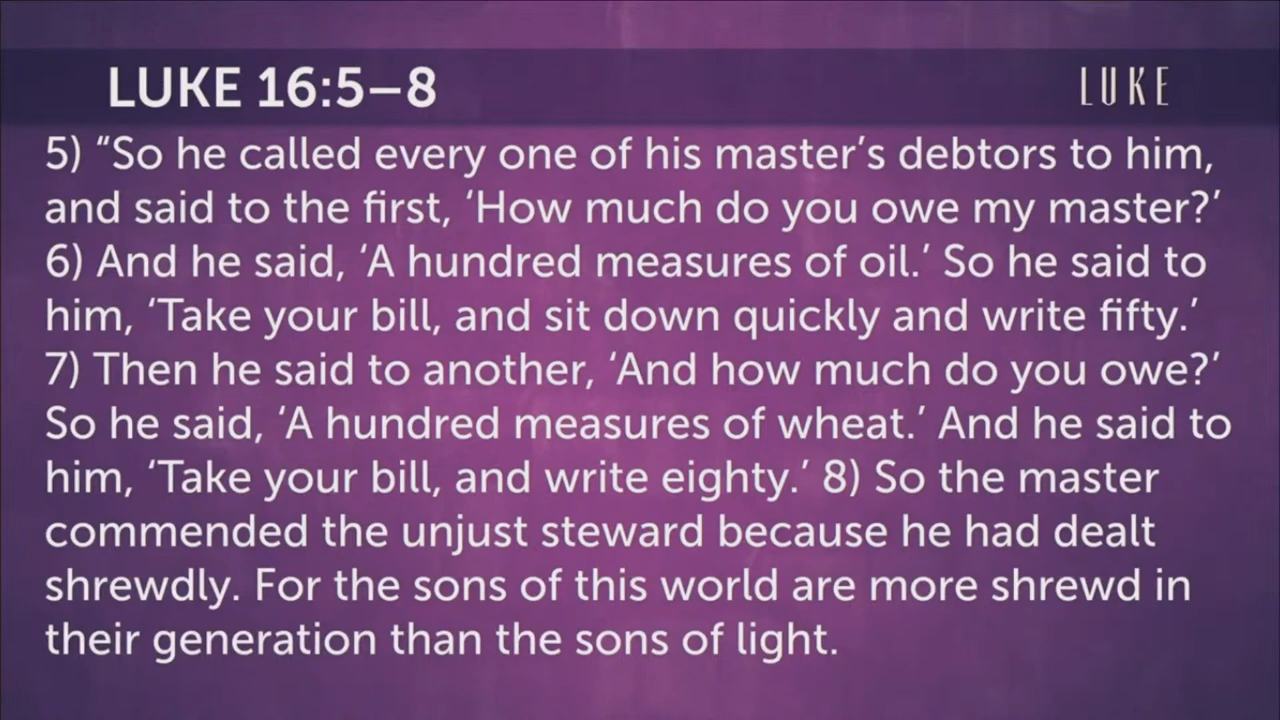 LUKE 16:5–8
LUKE
5) “So he called every one of his master’s debtors to him,
and said to the first, ‘How much do you owe my master?’
6) And he said, ‘A hundred measures of oil.’ So he said to
him, ‘Take your bill, and sit down quickly and write fifty.’
7) Then he said to another, ‘And how much do you owe?’
So he said, ‘A hundred measures of wheat.’ And he said to
him, ‘Take your bill, and write eighty.’ 8) So the master
commended the unjust steward because he had dealt
shrewdly. For the sons of this world are more shrewd in
their generation than the sons of light.